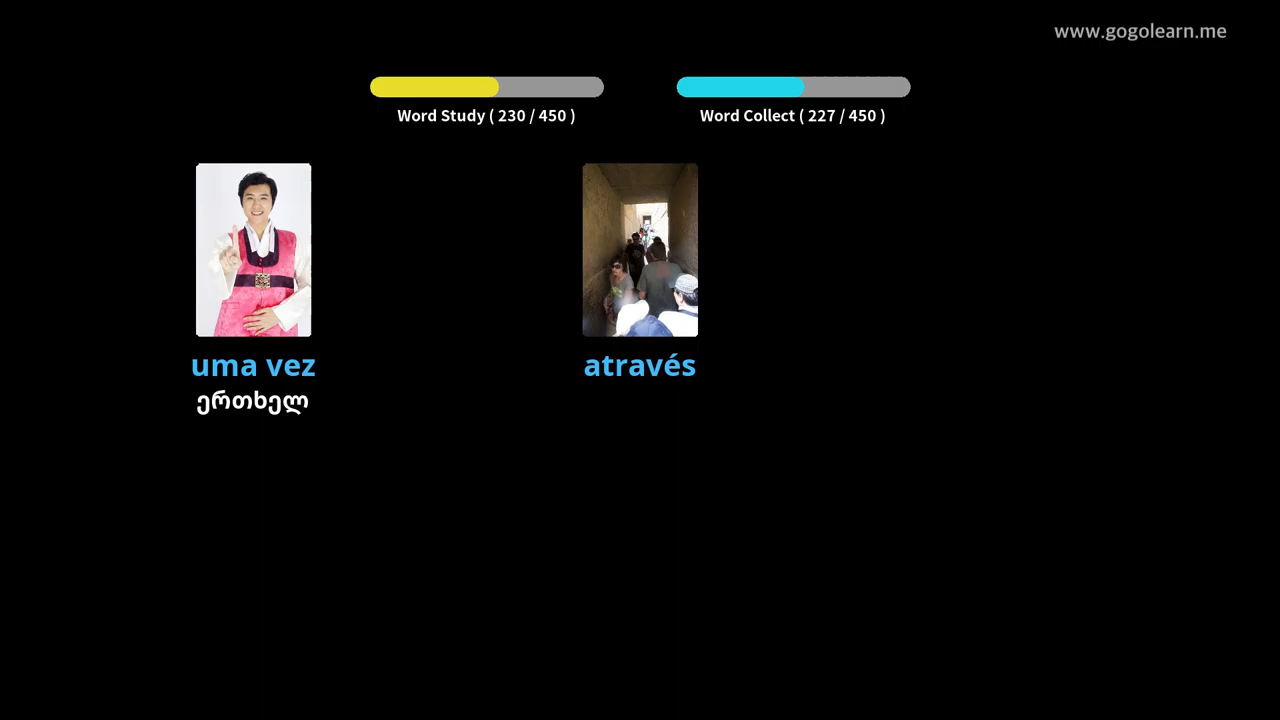 www.gogolearn.me
Word Study ( 230 / 450 )
Word Collect ( 227 / 450 )
uma vez
ერთხელ
através